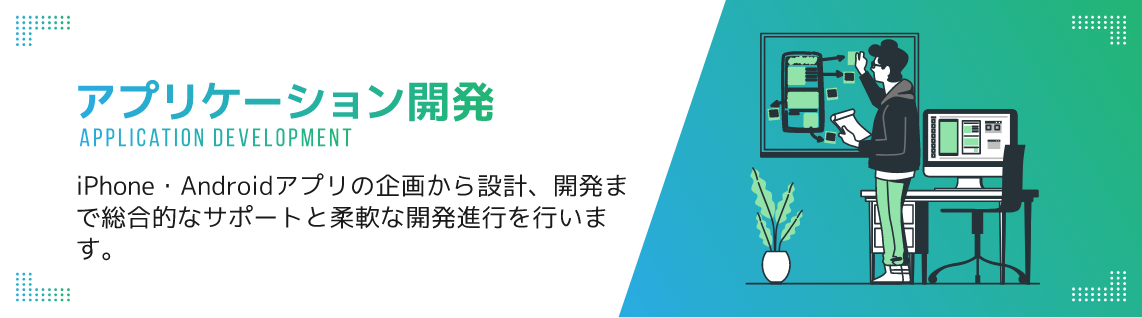 アプリケーション開発
APPLICATION DEVELOPMENT
iPhone・Androidアプリの企画から設計、開発ま
で総合的なサポートと柔軟な開発進行を行いま
す。